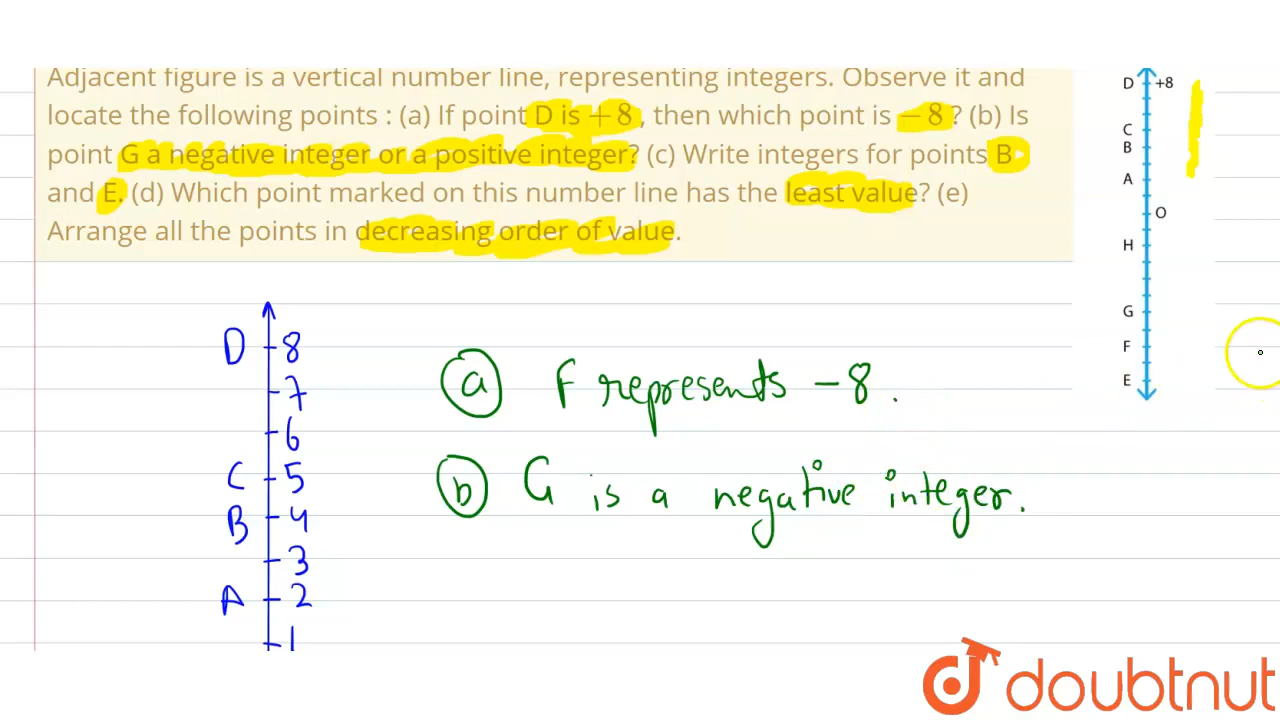 Adjacent figure is a vertical number line, representing integers. Observe it and
locate the following points : (a) If point D is +8 , then which point is −8 ? (b) Is
point G a negative integer or a positive integer? (c) Write integers for points B
and E. (d) Which point marked on this number line has the least value? (e)
Arrange all the points in decreasing order of value.
D +8
C
B
A
O
H
G
F
E
D 8
7
6
C 5
B 4
3
A 2
1
a F represents −8.
b G is a negative integer.
doubtnut